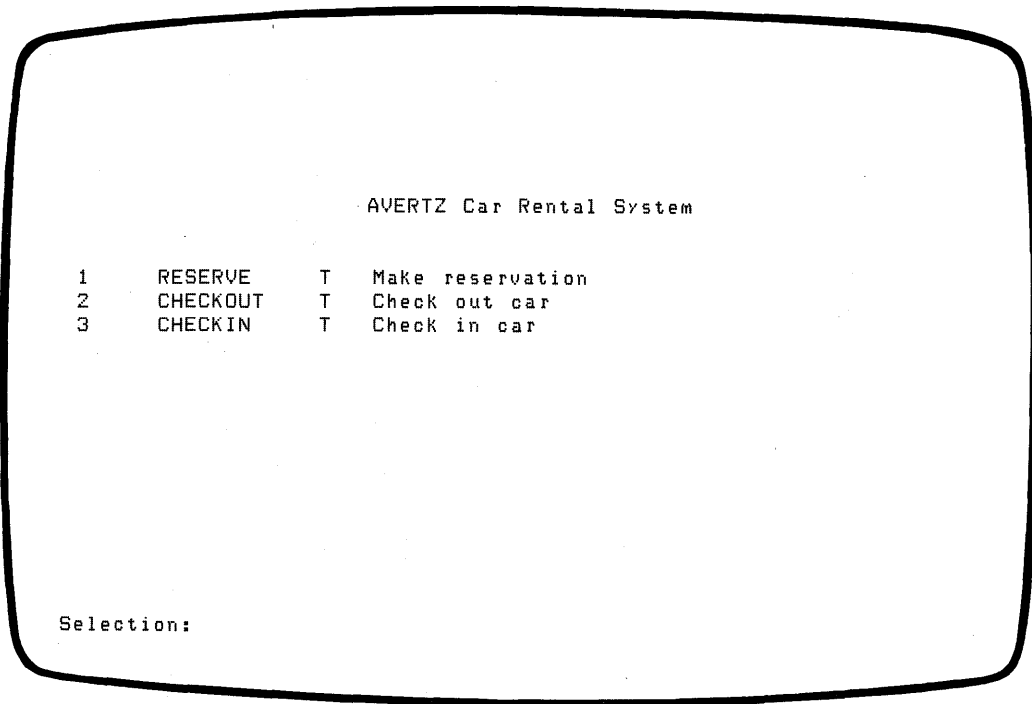 AVERTZ Car Rental System
1 RESERVE T Make reservation
2 CHECKOUT T Check out car
3 CHECKIN T Check in car
Selection: